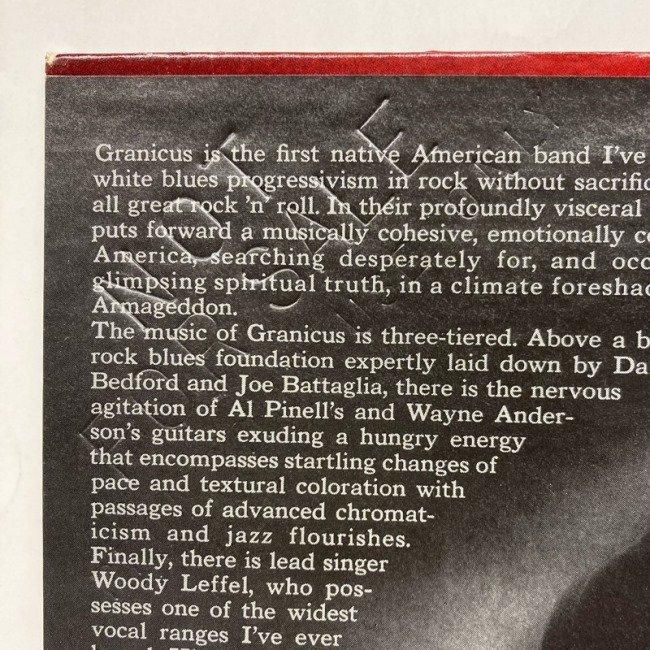 Granicus is the first native American band I've
white blues progressivism in rock without
all great rock 'n' roll. In their profoundly visceral
puts forward a musically cohesive, emotionally
America, searching desperately for, and
glimpsing spiritual truth, in a climate
Armageddon.
The music of Granicus is three-tiered. Above a
rock blues foundation expertly laid down by
Bedford and Joe Battaglia, there is the nervous
agitation of Al Pinell's and Wayne Ander-
son's guitars exuding a hungry energy
that encompasses startling changes of
pace and textural coloration with
passages of advanced chromat-
icism and jazz flourishes.
Finally, there is lead singer
Woody Leffel, who pos-
sesses one of the widest
vocal ranges I've ever
NOT
FOR SALE